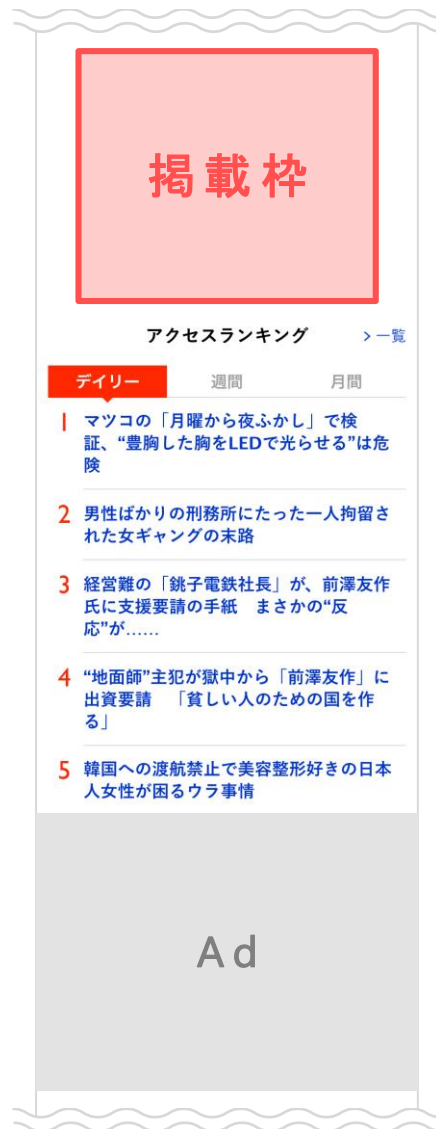 掲載枠
アクセスランキング
> 一覧
デイリー 週間 月間
1 マツコの「月曜から夜ふかし」で検
証、“豊胸した胸をLEDで光らせる”は危
険
2 男性ばかりの刑務所にたった一人拘留さ
れた女ギャングの末路
3 経営難の「銚子電鉄社長」が、前澤友作
氏に支援要請の手紙　まさかの“反
応”が……
4 “地面師”主犯が獄中から「前澤友作」に
出資要請　「貧しい人のための国を作
る」
5 韓国への渡航禁止で美容整形好きの日本
人女性が困るウラ事情
Ad